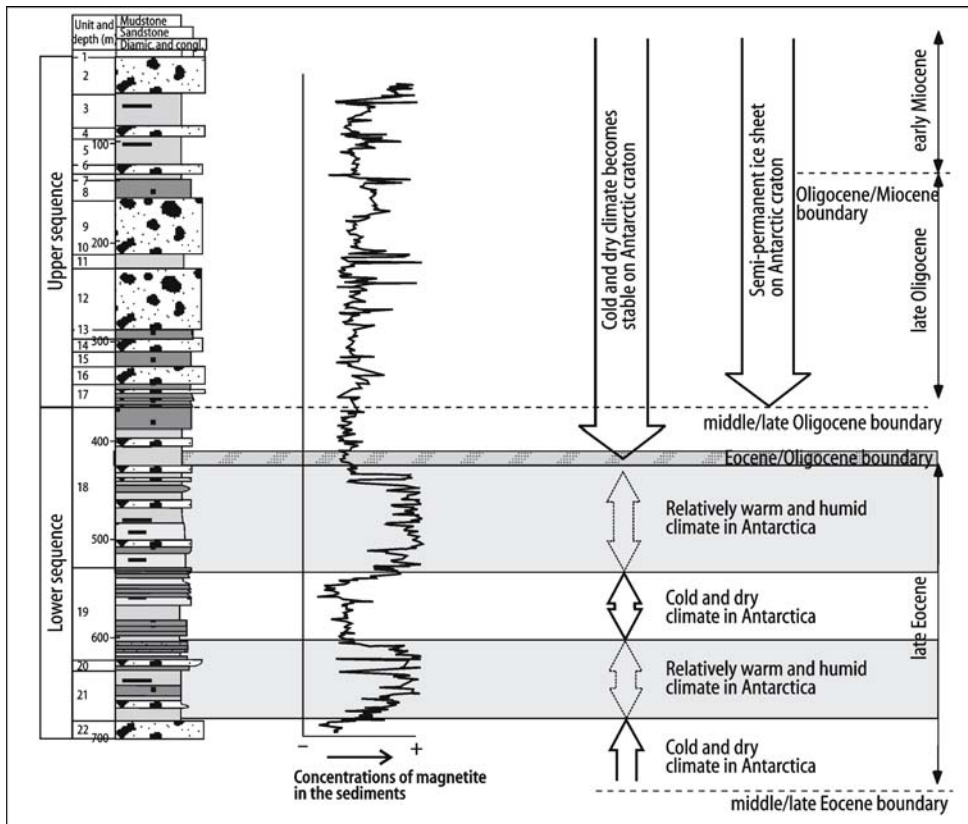 Unit and
depth (m)
Mudstone
Sandstone
Diamic. and congl.
Upper sequence
Lower sequence
1
2
3
4
100
5
6
7
8
9
10
200
11
12
13
300
14
15
16
17
400
18
500
19
600
20
21
22
700
−
+
Concentrations of magnetite
in the sediments
Cold and dry climate becomes
stable on Antarctic craton
Semi-permanent ice sheet
on Antarctic craton
early Miocene
Oligocene/Miocene
boundary
late Oligocene
middle/late Oligocene boundary
Eocene/Oligocene boundary
Relatively warm and humid
climate in Antarctica
Cold and dry
climate in Antarctica
late Eocene
Relatively warm and humid
climate in Antarctica
Cold and dry
climate in Antarctica
middle/late Eocene boundary